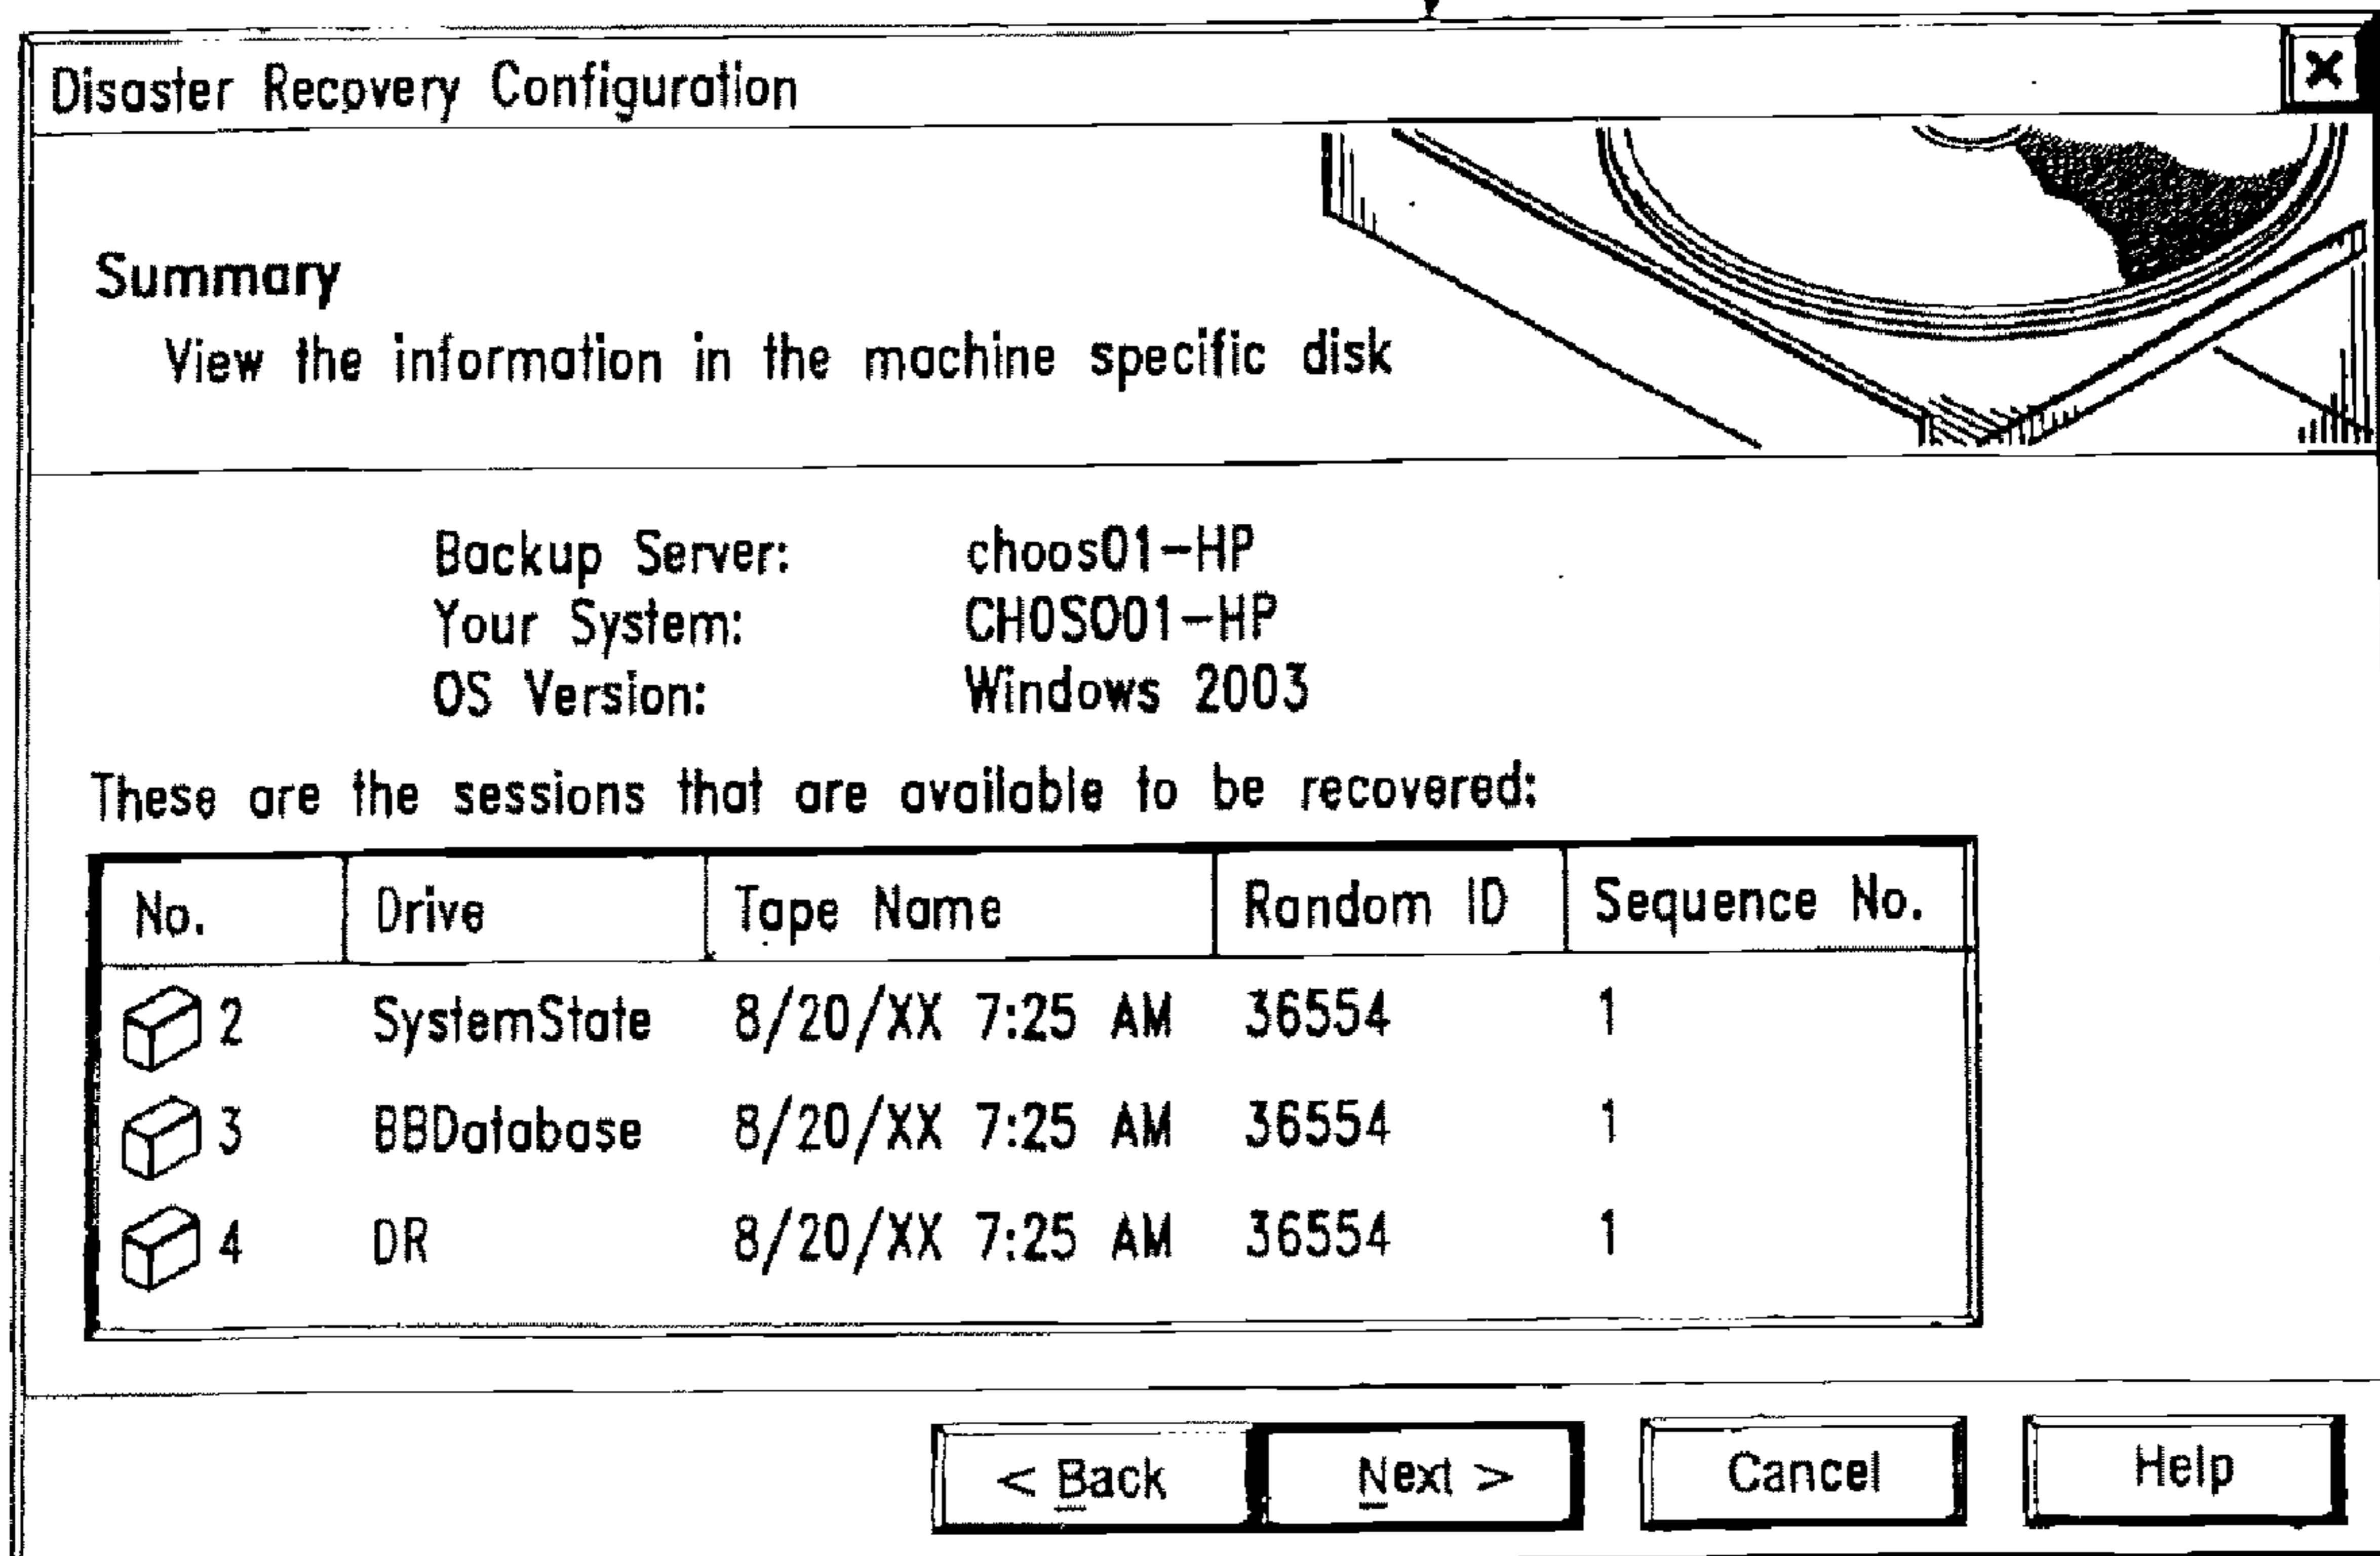 Disaster Recovery Configuration
Summary
View the information in the machine specific disk
Backup Server: choos01-HP
Your System: CHOSO01-HP
OS Version: Windows 2003
These are the sessions that are available to be recovered:
No. Drive Tape Name Random ID Sequence No.
2 SystemState 8/20/XX 7:25 AM 36554 1
3 BBDatabase 8/20/XX 7:25 AM 36554 1
4 DR 8/20/XX 7:25 AM 36554 1
< Back Next > Cancel Help